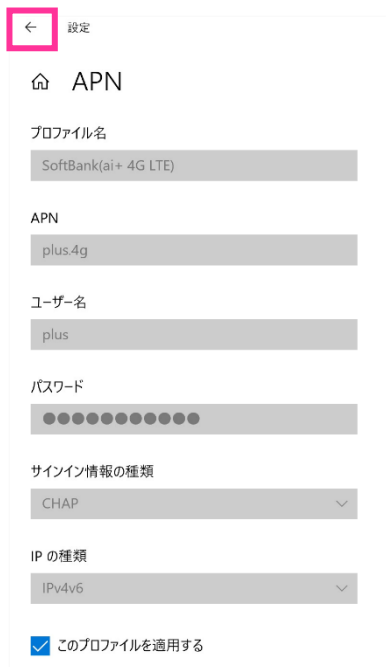 設定
APN
プロファイル名
SoftBank(ai+ 4G LTE)
APN
plus.4g
ユーザー名
plus
パスワード
●●●●●●●●●●●
サインイン情報の種類
CHAP
IP の種類
IPv4v6
このプロファイルを適用する